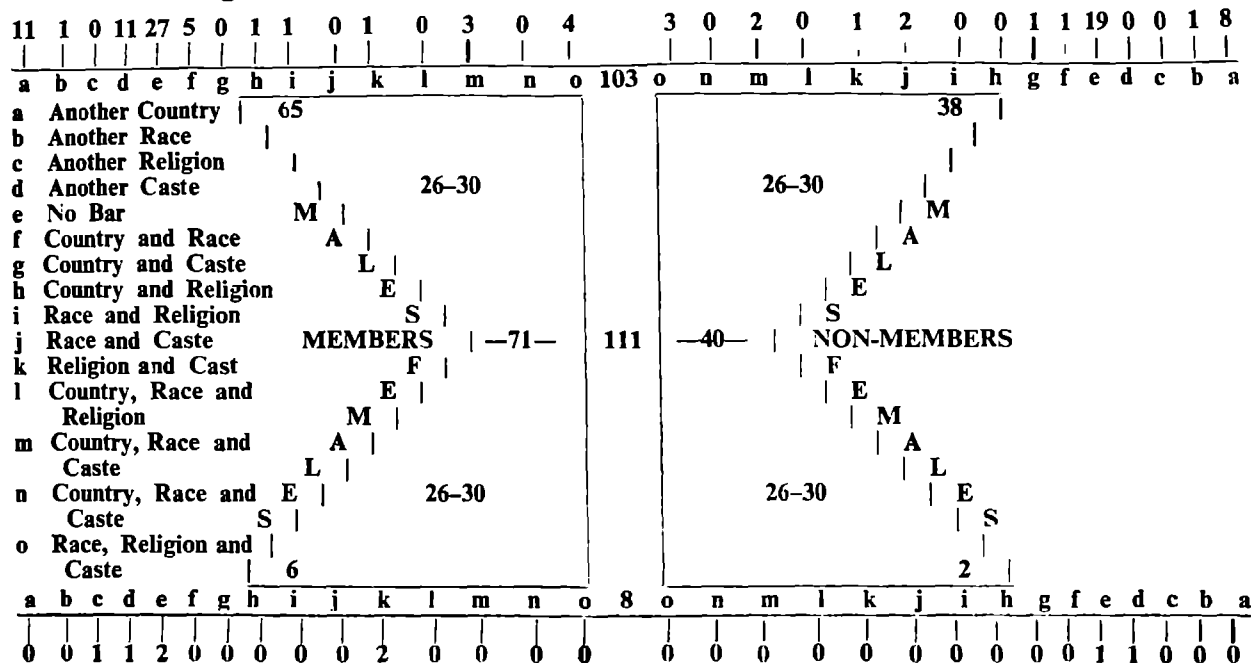 11 1 0 11 27 5 0 1 1 0 1 0 3 0 4 3 0 2 0 1 2 0 0 1 1 19 0 0 1 8
a b c d e f g h i j k l m n o 103 o n m l k j i h g f e d c b a
a Another Country 65 38
b Another Race
c Another Religion
d Another Caste 26–30 26–30
e No Bar M M
f Country and Race A A
g Country and Caste L L
h Country and Religion E E
i Race and Religion S S
j Race and Caste MEMBERS —71— 111 —40— NON-MEMBERS
k Religion and Cast F F
l Country, Race and E E
Religion M M
m Country, Race and A A
Caste L L
n Country, Race and E 26–30 26–30 E
Caste S S
o Race, Religion and
Caste 6 2
a b c d e f g h i j k l m n o 8 o n m l k j i h g f e d c b a
0 0 1 1 2 0 0 0 0 0 2 0 0 0 0 0 0 0 0 0 0 0 0 0 0 1 1 0 0 0